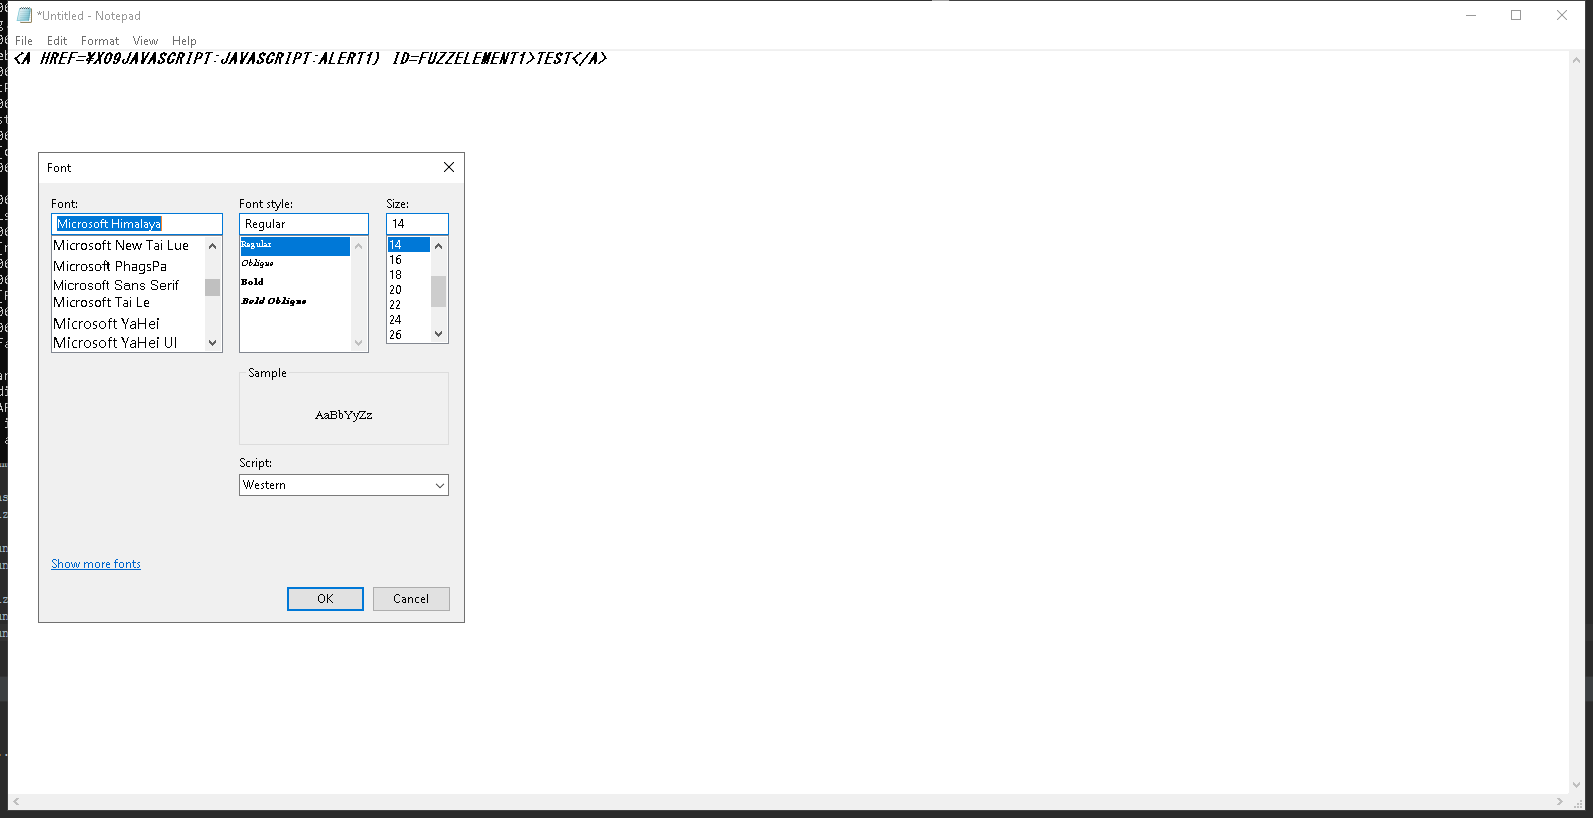 *Untitled - Notepad
File Edit Format View Help
<A HREF=¥X09JAVASCRIPT:JAVASCRIPT:ALERT1) ID=FUZZELEMENT1>TEST</A>
Font
Font: Font style: Size:
Microsoft Himalaya Regular 14
Microsoft New Tai Lue Regular 14
Microsoft PhagsPa Oblique 16
Microsoft Sans Serif Bold 18
Microsoft Tai Le Bold Oblique 20
Microsoft YaHei 22
Microsoft YaHei UI 24
26
Sample
AaBbYyZz
Script:
Western
Show more fonts
OK Cancel